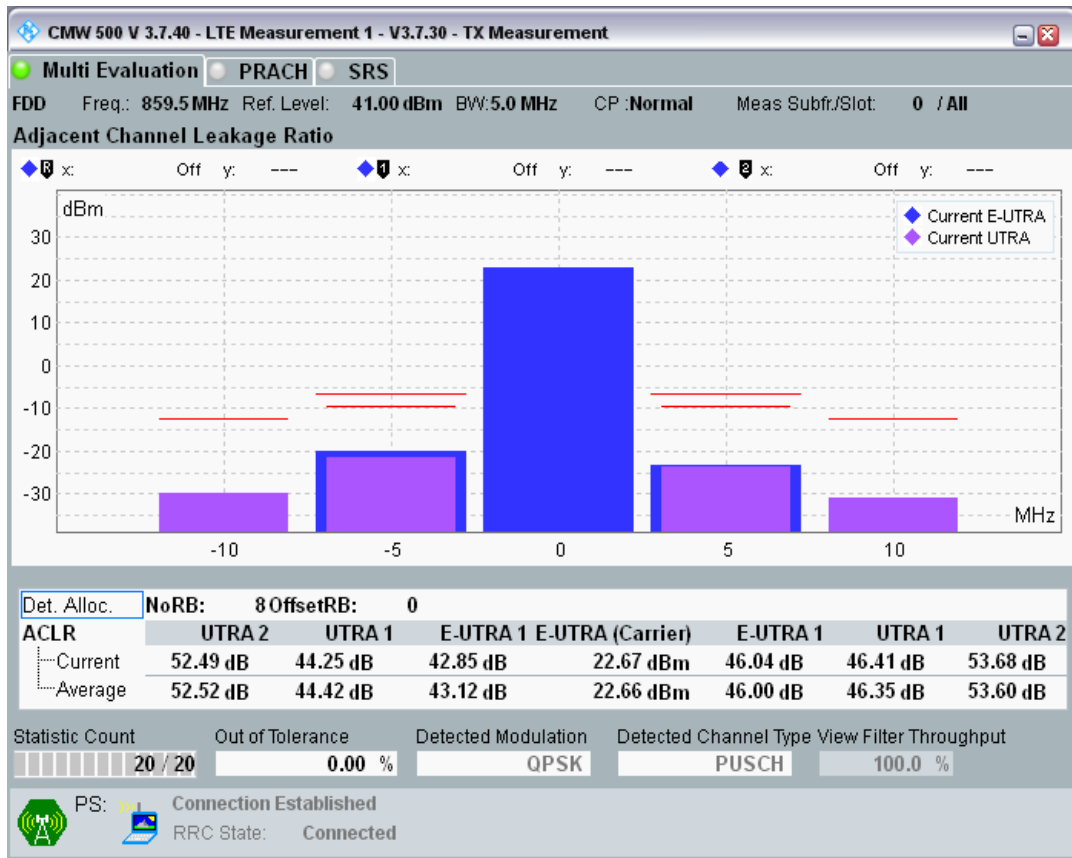 CMW 500 V 3.7.40 - LTE Measurement 1 - V3.7.30 - TX Measurement
Multi Evaluation PRACH SRS
FDD Freq.: 859.5 MHz Ref. Level: 41.00 dBm BW: 5.0 MHz CP : Normal Meas Subfr./Slot: 0 / All
Adjacent Channel Leakage Ratio
R x: Off y: --- 1 x: Off y: --- 2 x: Off y: ---
dBm
Current E-UTRA
Current UTRA
30
20
10
0
-10
-20
-30
MHz
-10 -5 0 5 10
Det. Alloc. NoRB: 8 OffsetRB: 0
ACLR UTRA 2 UTRA 1 E-UTRA 1 E-UTRA (Carrier) E-UTRA 1 UTRA 1 UTRA 2
Current 52.49 dB 44.25 dB 42.85 dB 22.67 dBm 46.04 dB 46.41 dB 53.68 dB
Average 52.52 dB 44.42 dB 43.12 dB 22.66 dBm 46.00 dB 46.35 dB 53.60 dB
Statistic Count Out of Tolerance Detected Modulation Detected Channel Type View Filter Throughput
20 / 20 0.00 % QPSK PUSCH 100.0 %
PS: Connection Established
RRC State: Connected